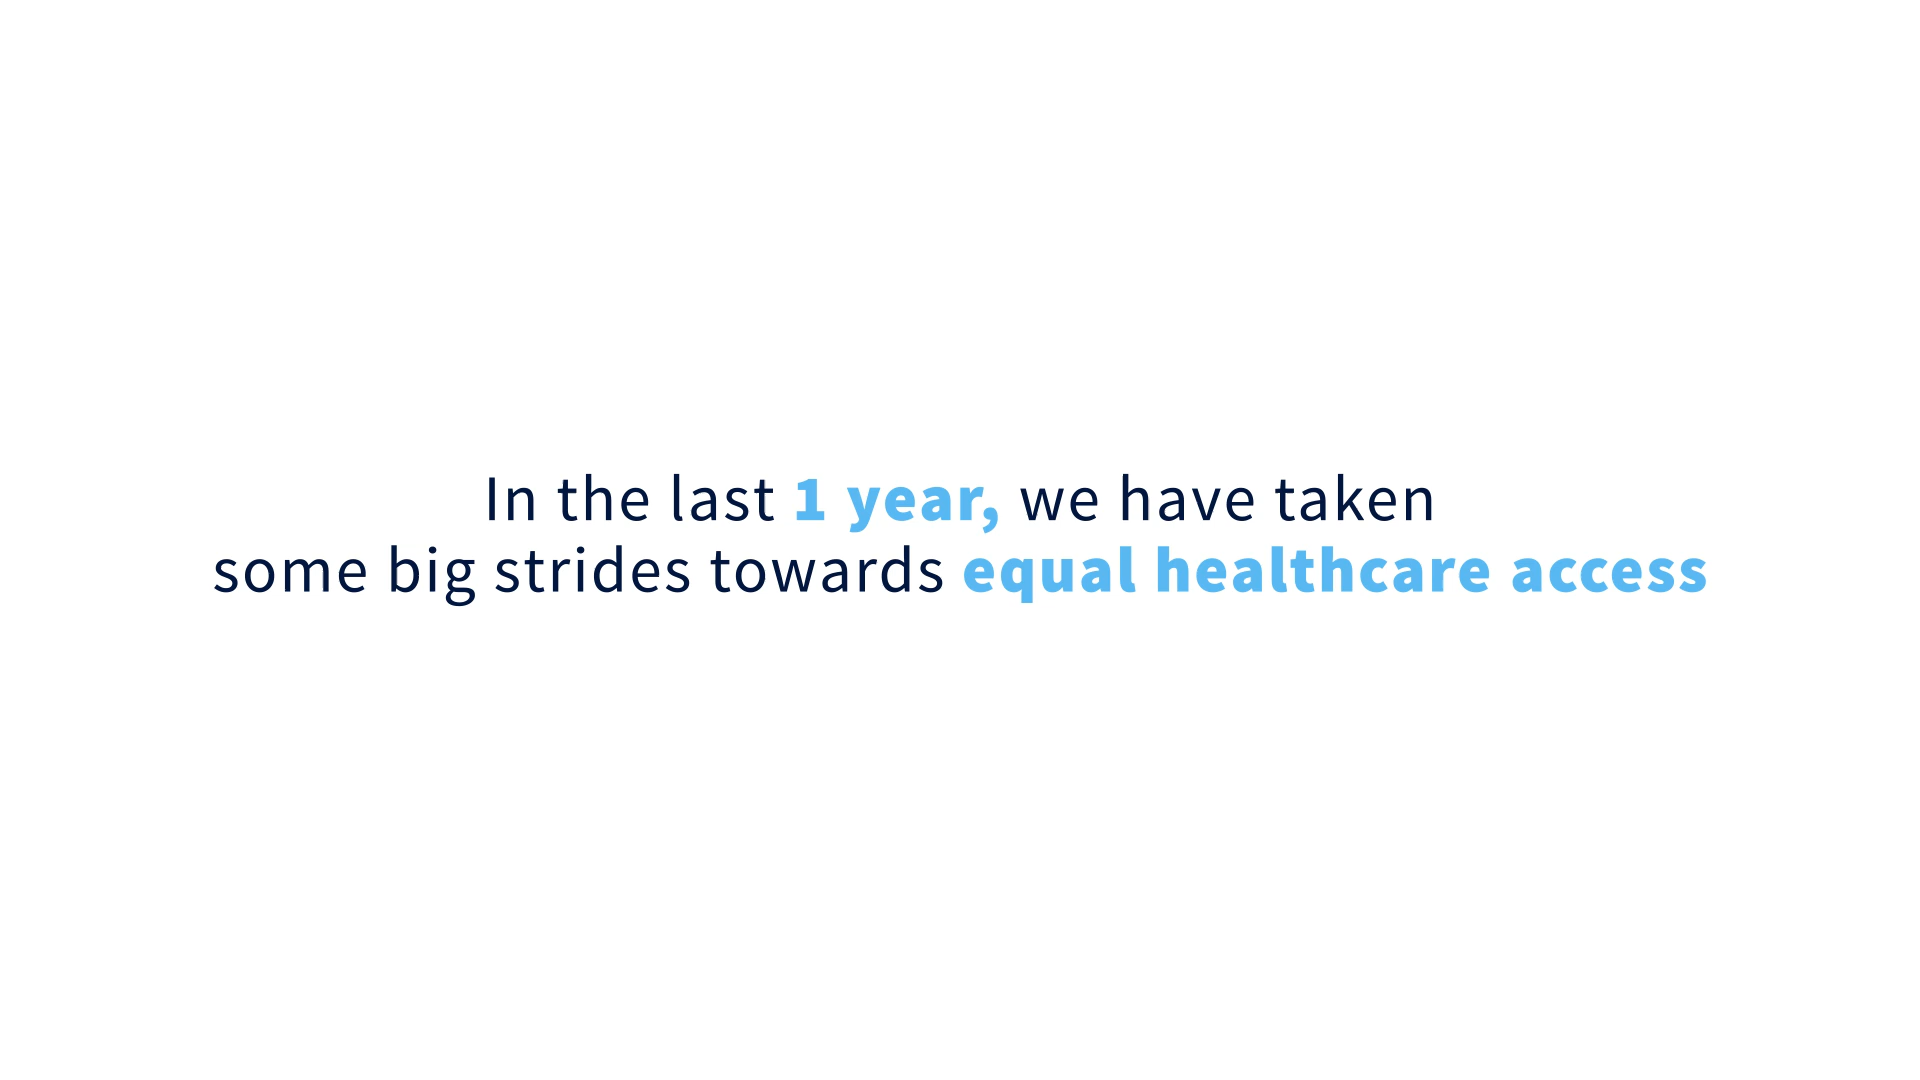 In the last 1 year, we have taken
some big strides towards equal healthcare access